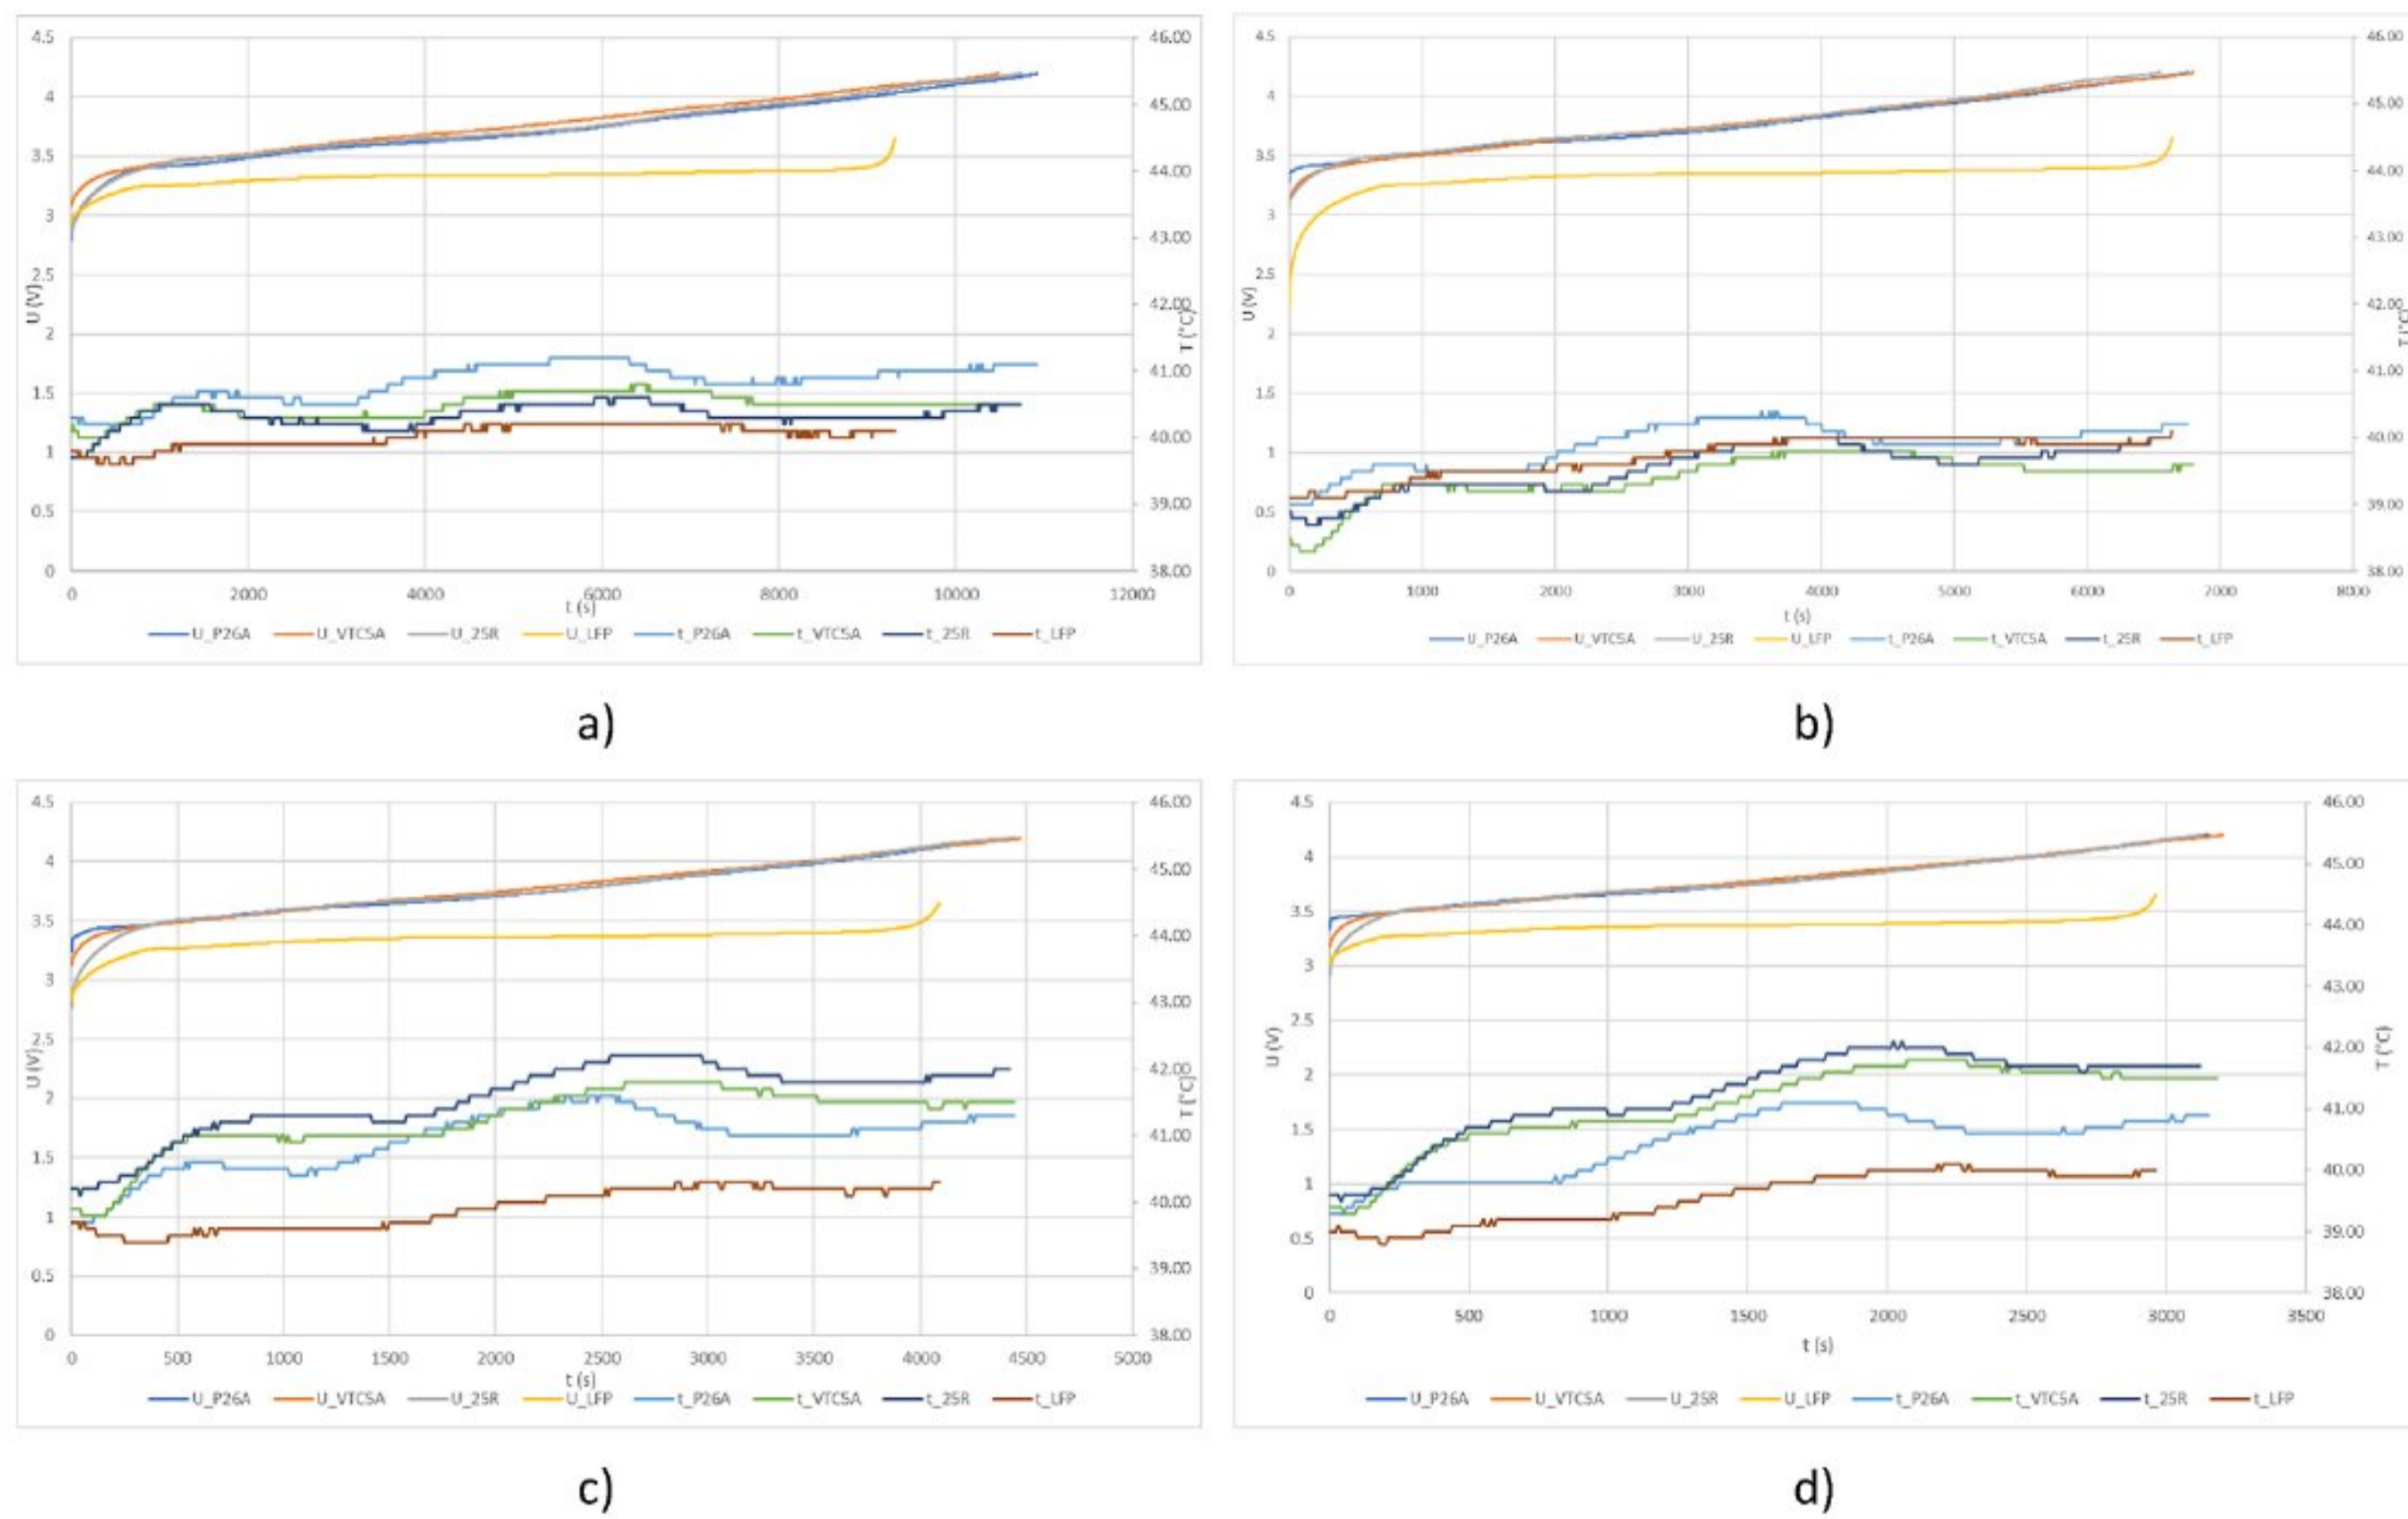 4.5 46.00
4 45.00
3.5 44.00
3 43.00
2.5 42.00
2 41.00
1.5 40.00
1 39.00
0.5 38.00
0
U (V)
T (°C)
0 2000 4000 6000 8000 10000 12000
t (s)
U_P26A U_VTC5A U_25R U_LFP t_P26A t_VTC5A t_25R t_LFP
a)
4.5 46.00
4 45.00
3.5 44.00
3 43.00
2.5 42.00
2 41.00
1.5 40.00
1 39.00
0.5 38.00
0
U (V)
T (°C)
0 1000 2000 3000 4000 5000 6000 7000 8000
t (s)
U_P26A U_VTC5A U_25R U_LFP t_P26A t_VTC5A t_25R t_LFP
b)
4.5 46.00
4 45.00
3.5 44.00
3 43.00
2.5 42.00
2 41.00
1.5 40.00
1 39.00
0.5 38.00
0
U (V)
T (°C)
0 500 1000 1500 2000 2500 3000 3500 4000 4500 5000
t (s)
U_P26A U_VTC5A U_25R U_LFP t_P26A t_VTC5A t_25R t_LFP
c)
4.5 46.00
4 45.00
3.5 44.00
3 43.00
2.5 42.00
2 41.00
1.5 40.00
1 39.00
0.5 38.00
0
U (V)
T (°C)
0 500 1000 1500 2000 2500 3000 3500
t (s)
U_P26A U_VTC5A U_25R U_LFP t_P26A t_VTC5A t_25R t_LFP
d)